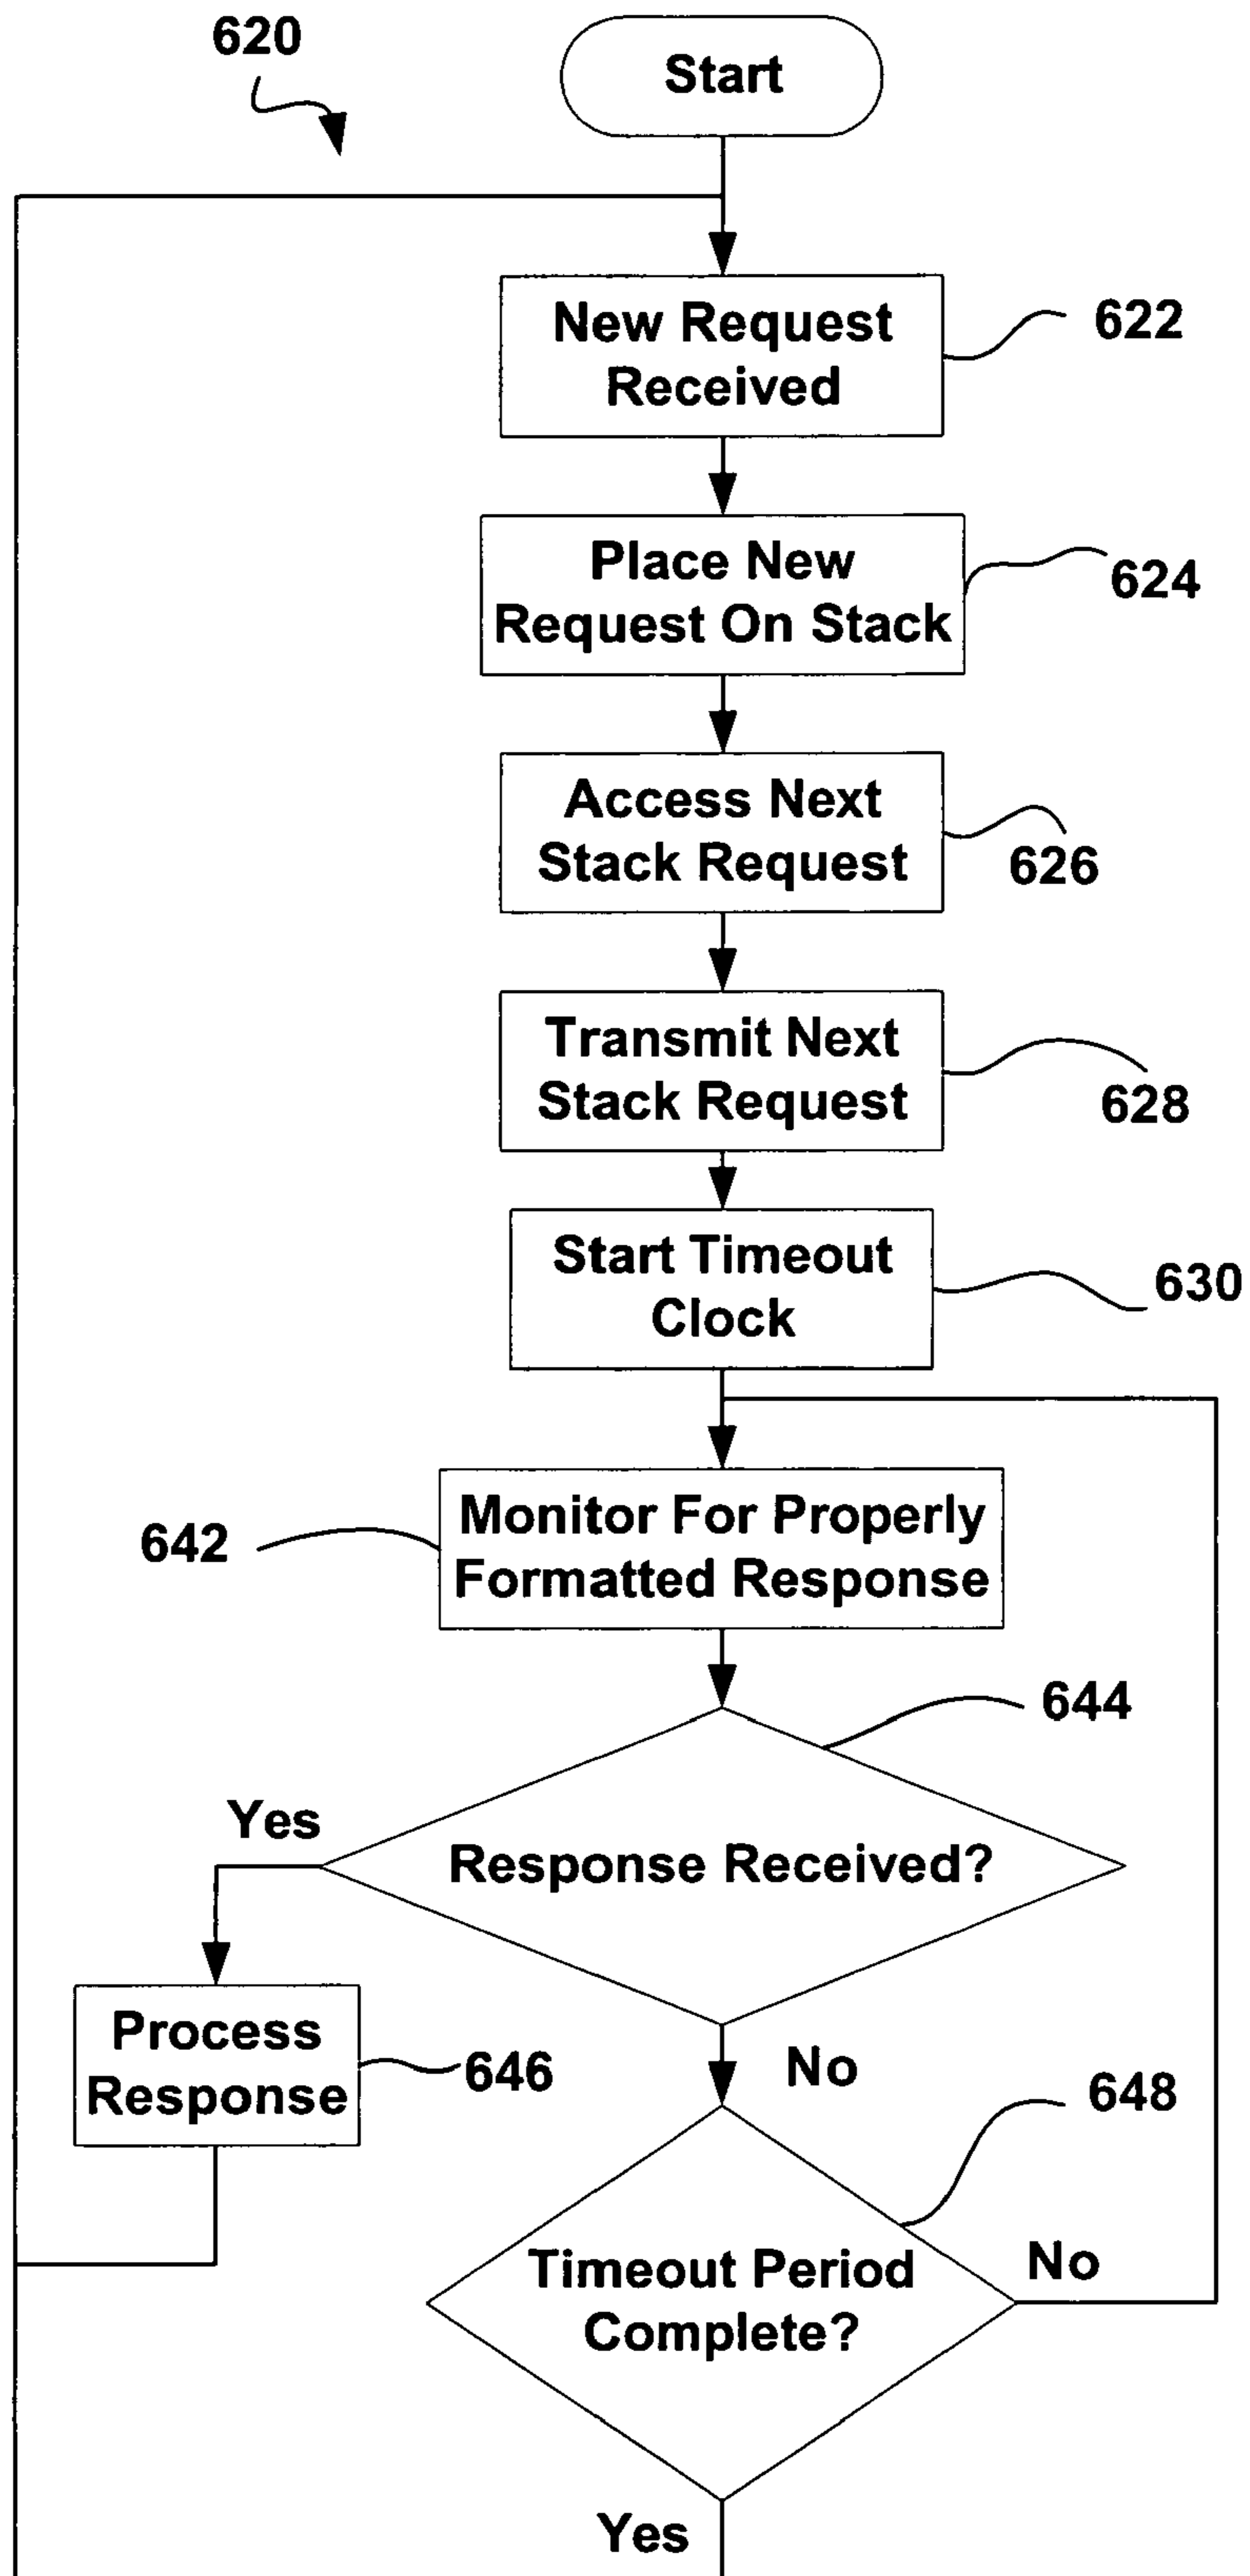 620
Start
New Request
Received
622
Place New
Request On Stack
624
Access Next
Stack Request
626
Transmit Next
Stack Request
628
Start Timeout
Clock
630
Monitor For Properly
Formatted Response
642
644
Response Received?
Yes
Process
Response
646
No
648
Timeout Period
Complete?
No
Yes